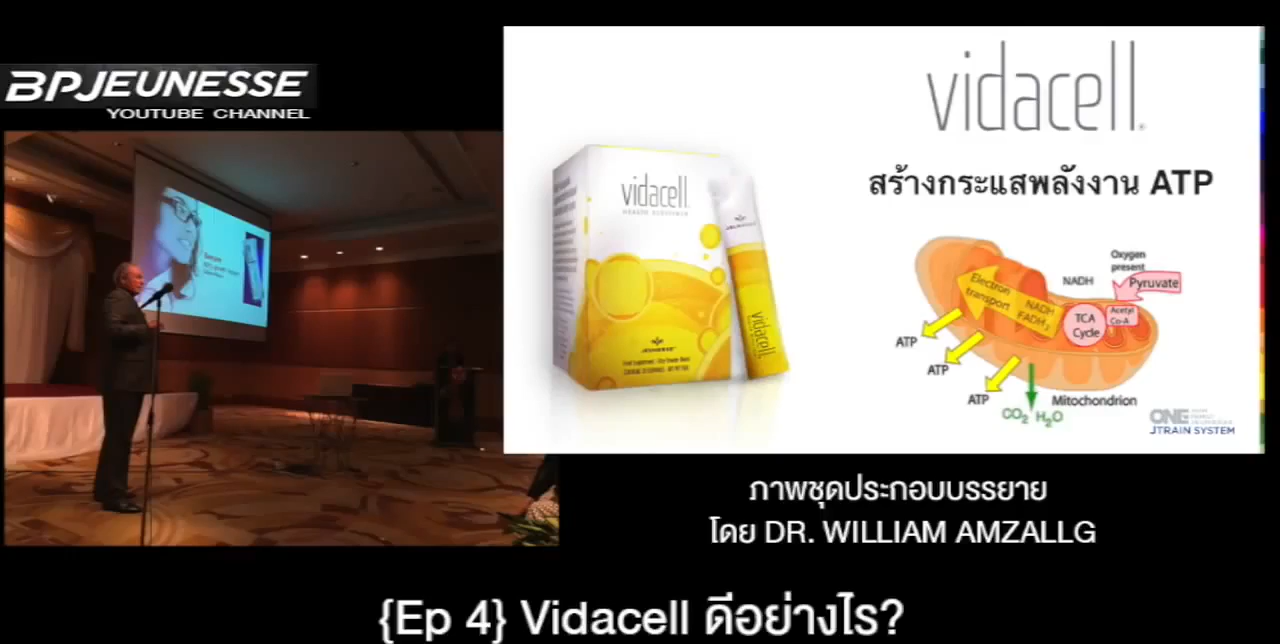 BPJEUNESSE
YOUTUBE CHANNEL
vidacell
สร้างกระแสพลังงาน ATP
vidacell
JEUNESSE
JEUNESSE
vidacell
Oxygen
present
NADH
Pyruvate
Electron
transport
NADH
FADH2
TCA
Cycle
Acetyl
Co-A
ATP
ATP
ATP
Mitochondrion
CO2 H2O
ONE
JTRAIN SYSTEM
ภาพชุดประกอบบรรยาย
โดย DR. WILLIAM AMZALLG
{Ep 4} Vidacell ดีอย่างไร?